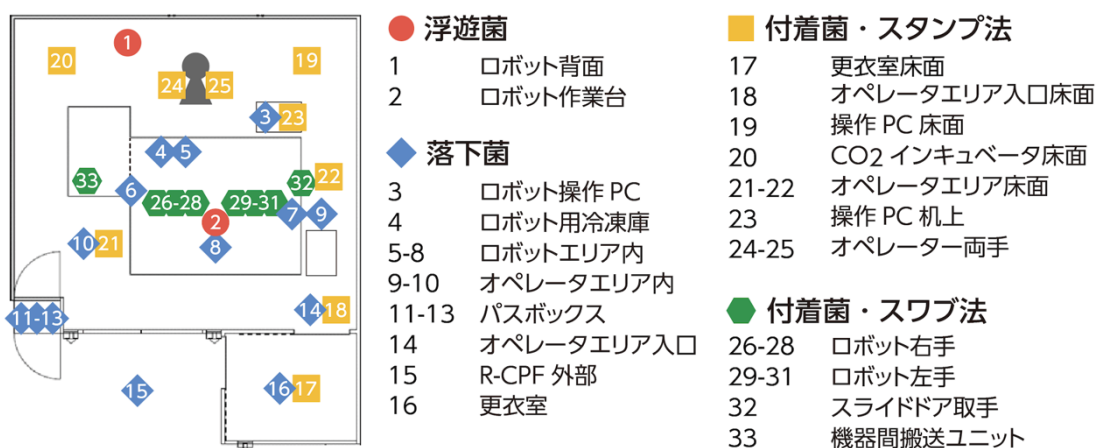 1
20
19
24
25
3
23
4
5
33
6
32
22
26-28
29-31
7
9
2
8
10
21
11-13
14
18
15
16
17
浮遊菌
1 ロボット背面
2 ロボット作業台
落下菌
3 ロボット操作 PC
4 ロボット用冷凍庫
5-8 ロボットエリア内
9-10 オペレータエリア内
11-13 パスボックス
14 オペレータエリア入口
15 R-CPF 外部
16 更衣室
付着菌・スタンプ法
17 更衣室床面
18 オペレータエリア入口床面
19 操作 PC 床面
20 CO2 インキュベータ床面
21-22 オペレータエリア床面
23 操作 PC 机上
24-25 オペレーター両手
付着菌・スワブ法
26-28 ロボット右手
29-31 ロボット左手
32 スライドドア取手
33 機器間搬送ユニット